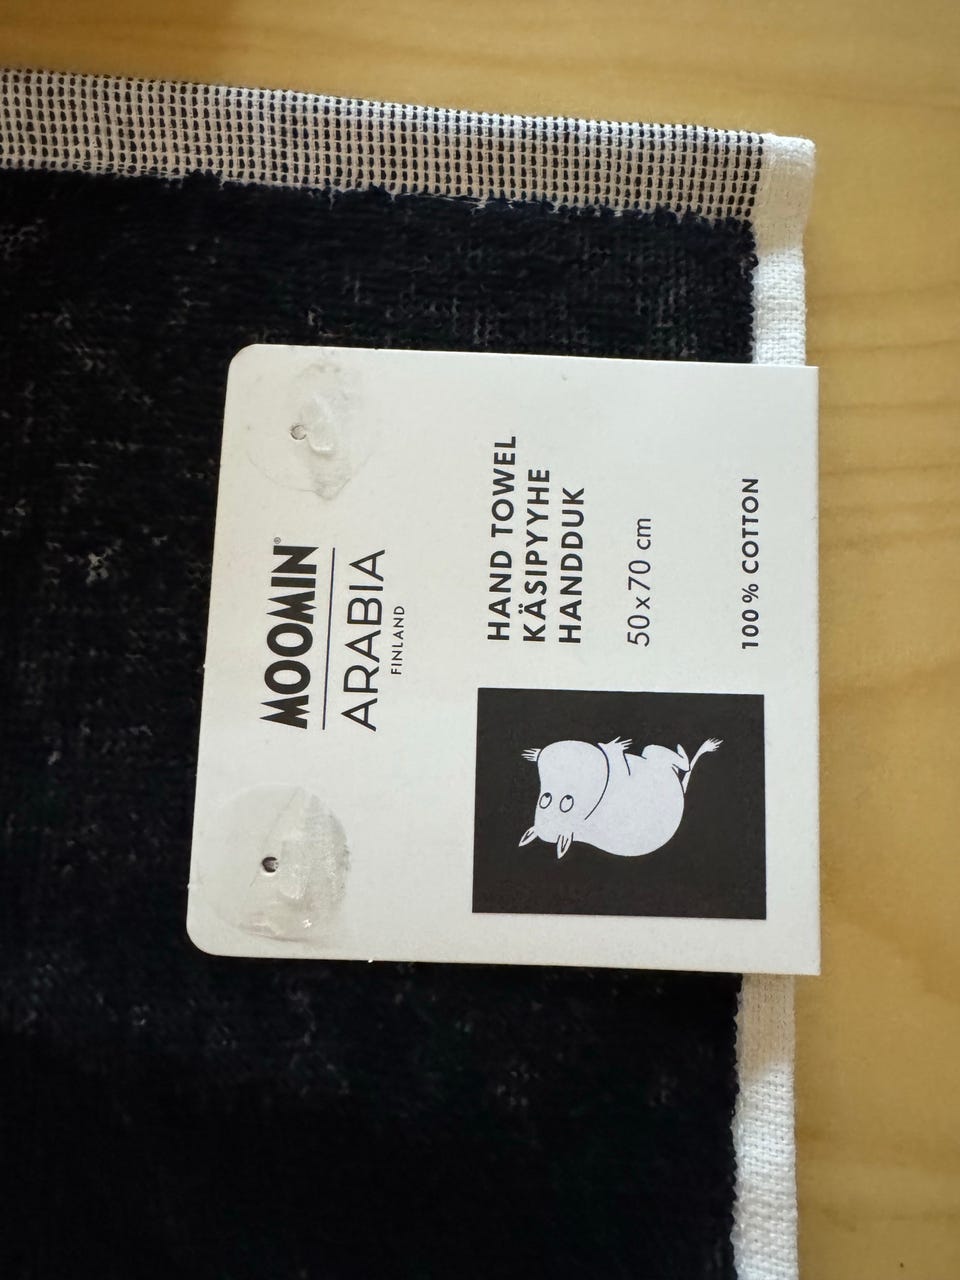 MOOMIN®
ARABIA
FINLAND
HAND TOWEL
KÄSIPYYHE
HANDDUK
50 x 70 cm
100 % COTTON